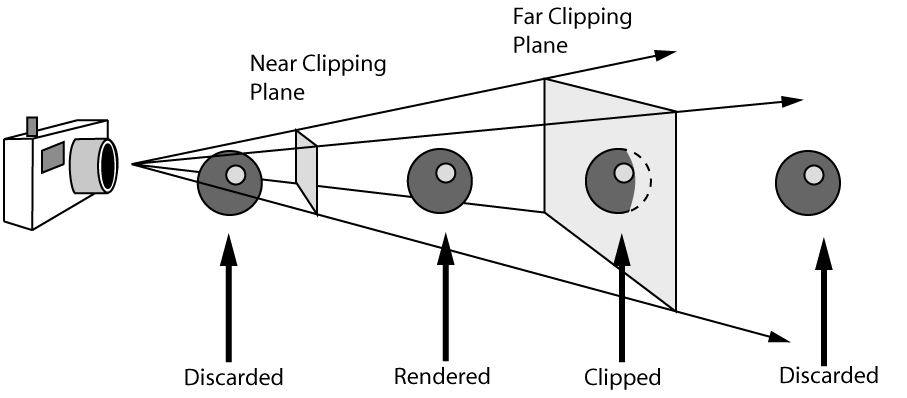 Far Clipping
Plane
Near Clipping
Plane
Discarded
Rendered
Clipped
Discarded